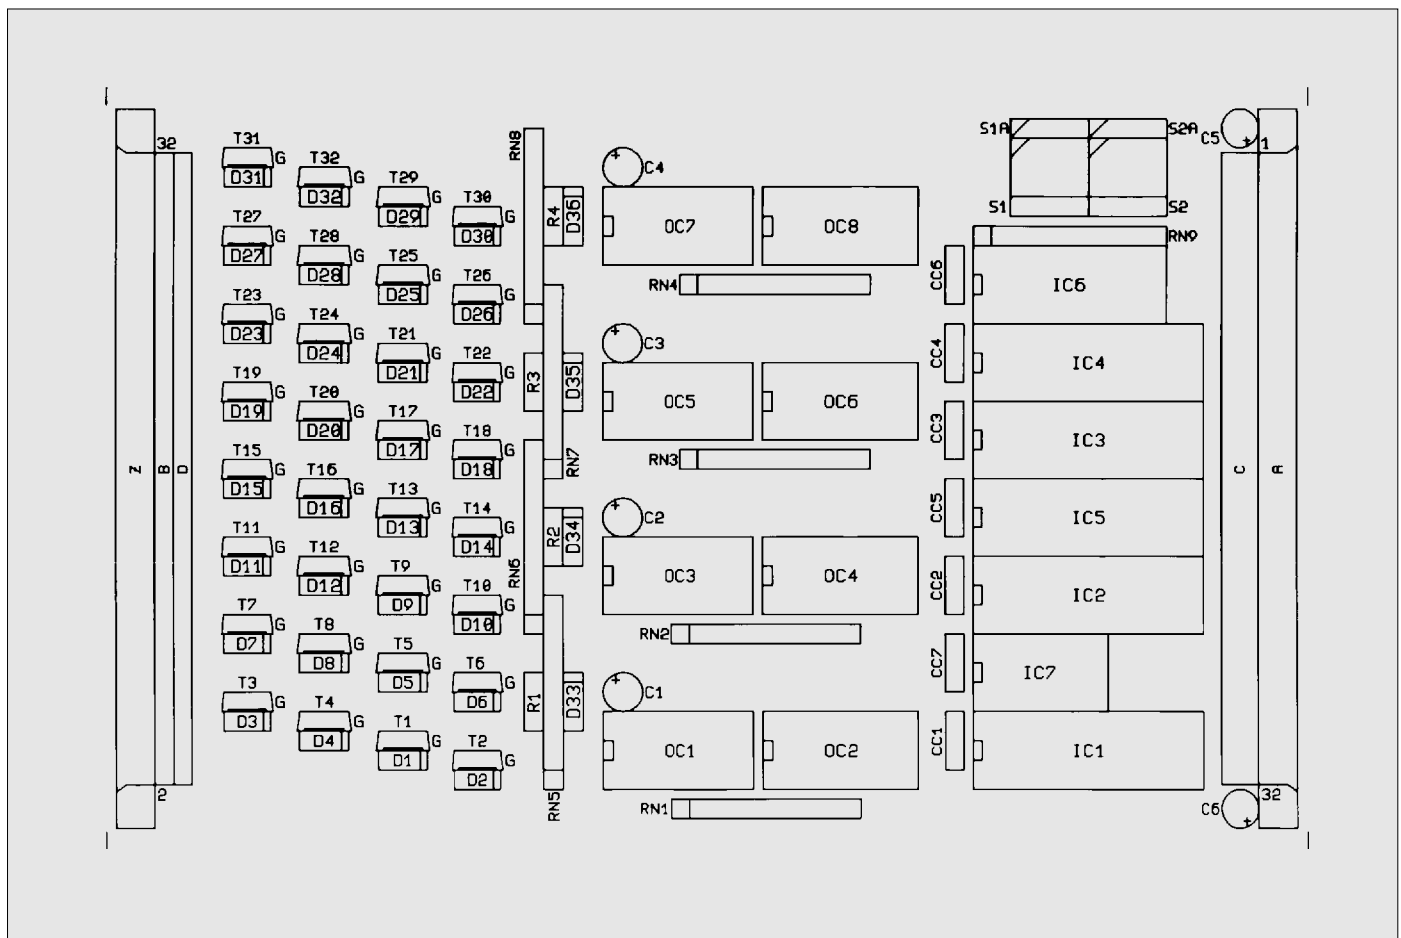 32
T31
G
D31
T32
G
D32
T29
G
D29
T30
G
D30
T27
G
D27
T28
G
D28
T25
G
D25
T26
G
D26
T23
G
D23
T24
G
D24
T21
G
D21
T22
G
D22
T19
G
D19
T20
G
D20
T17
G
D17
T18
G
D18
T15
G
D15
T16
G
D16
T13
G
D13
T14
G
D14
T11
G
D11
T12
G
D12
T9
G
D9
T10
G
D10
T7
G
D7
T8
G
D8
T5
G
D5
T6
G
D6
T3
G
D3
T4
G
D4
T1
G
D1
T2
G
D2
Z
B
D
2
RN8
R4
D36
R3
D35
RN7
RN6
R2
D34
R1
D33
RN5
+
C4
OC7
OC8
RN4
+
C3
OC5
OC6
RN3
+
C2
OC3
OC4
RN2
+
C1
OC1
OC2
RN1
S1A
S2A
S1
S2
RN9
CC6
IC6
CC4
IC4
CC3
IC3
CC5
IC5
CC2
IC2
CC7
IC7
CC1
IC1
C5
+
1
C
A
32
C6
+